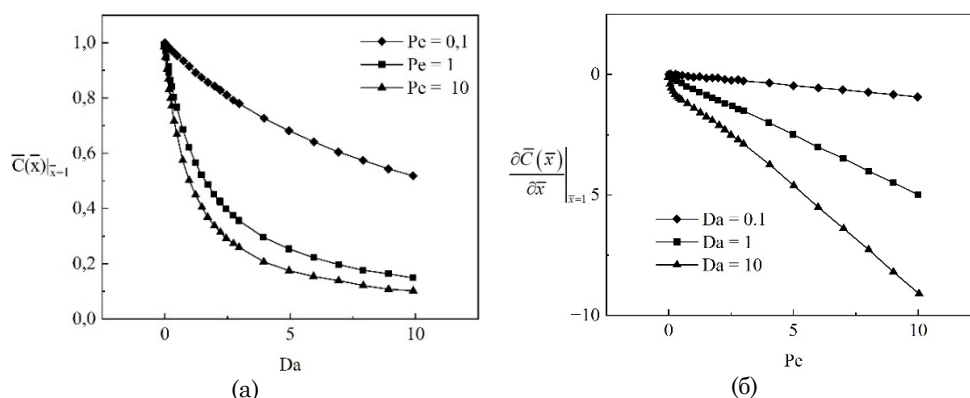 1,0
0,8
0,6
0,4
0,2
0,0
C̅(x̅)|x̅=1
Pe = 0,1
Pe = 1
Pe = 10
0
5
10
Da
(а)
0
−5
−10
∂C̅(x̅)
∂x̅
x̅=1
Da = 0.1
Da = 1
Da = 10
0
5
10
Pe
(б)